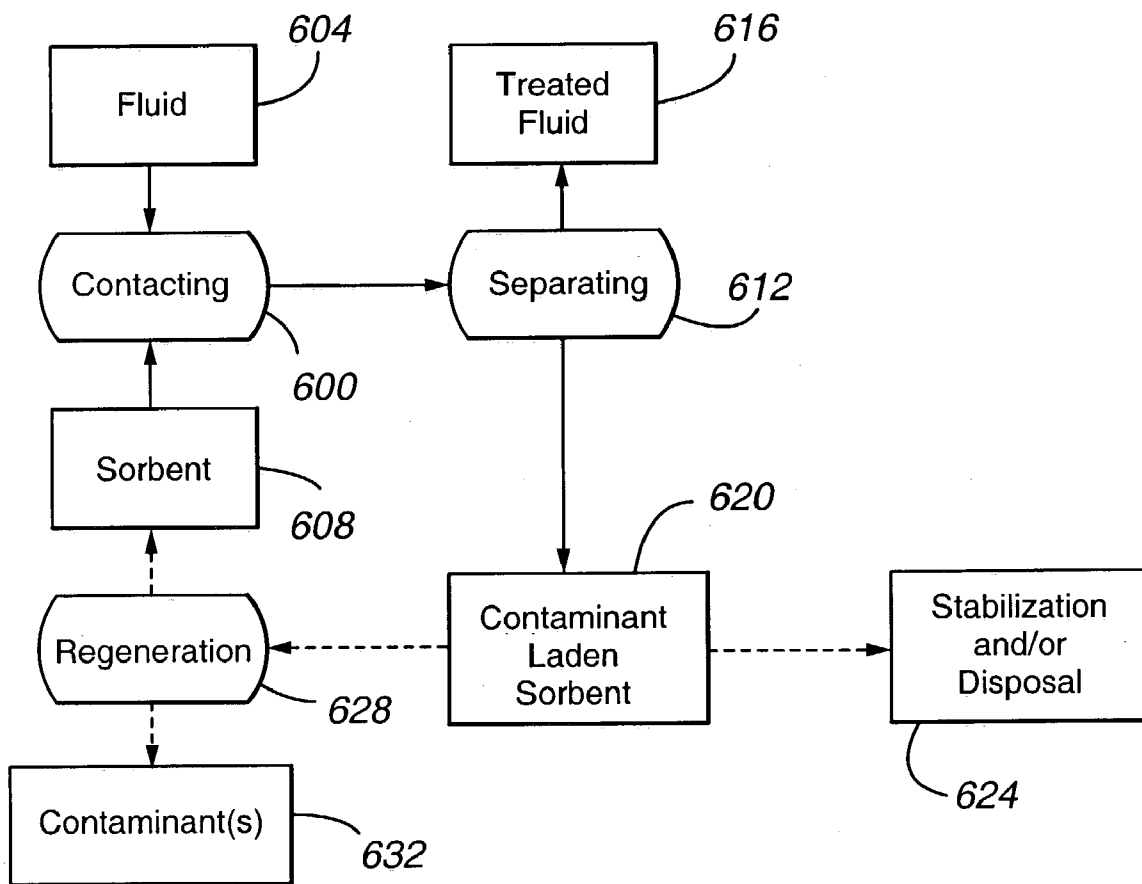 604
616
Fluid
Treated
Fluid
Contacting
Separating
612
600
Sorbent
608
620
Contaminant
Laden
Sorbent
Stabilization
and/or
Disposal
Regeneration
628
624
Contaminant(s)
632